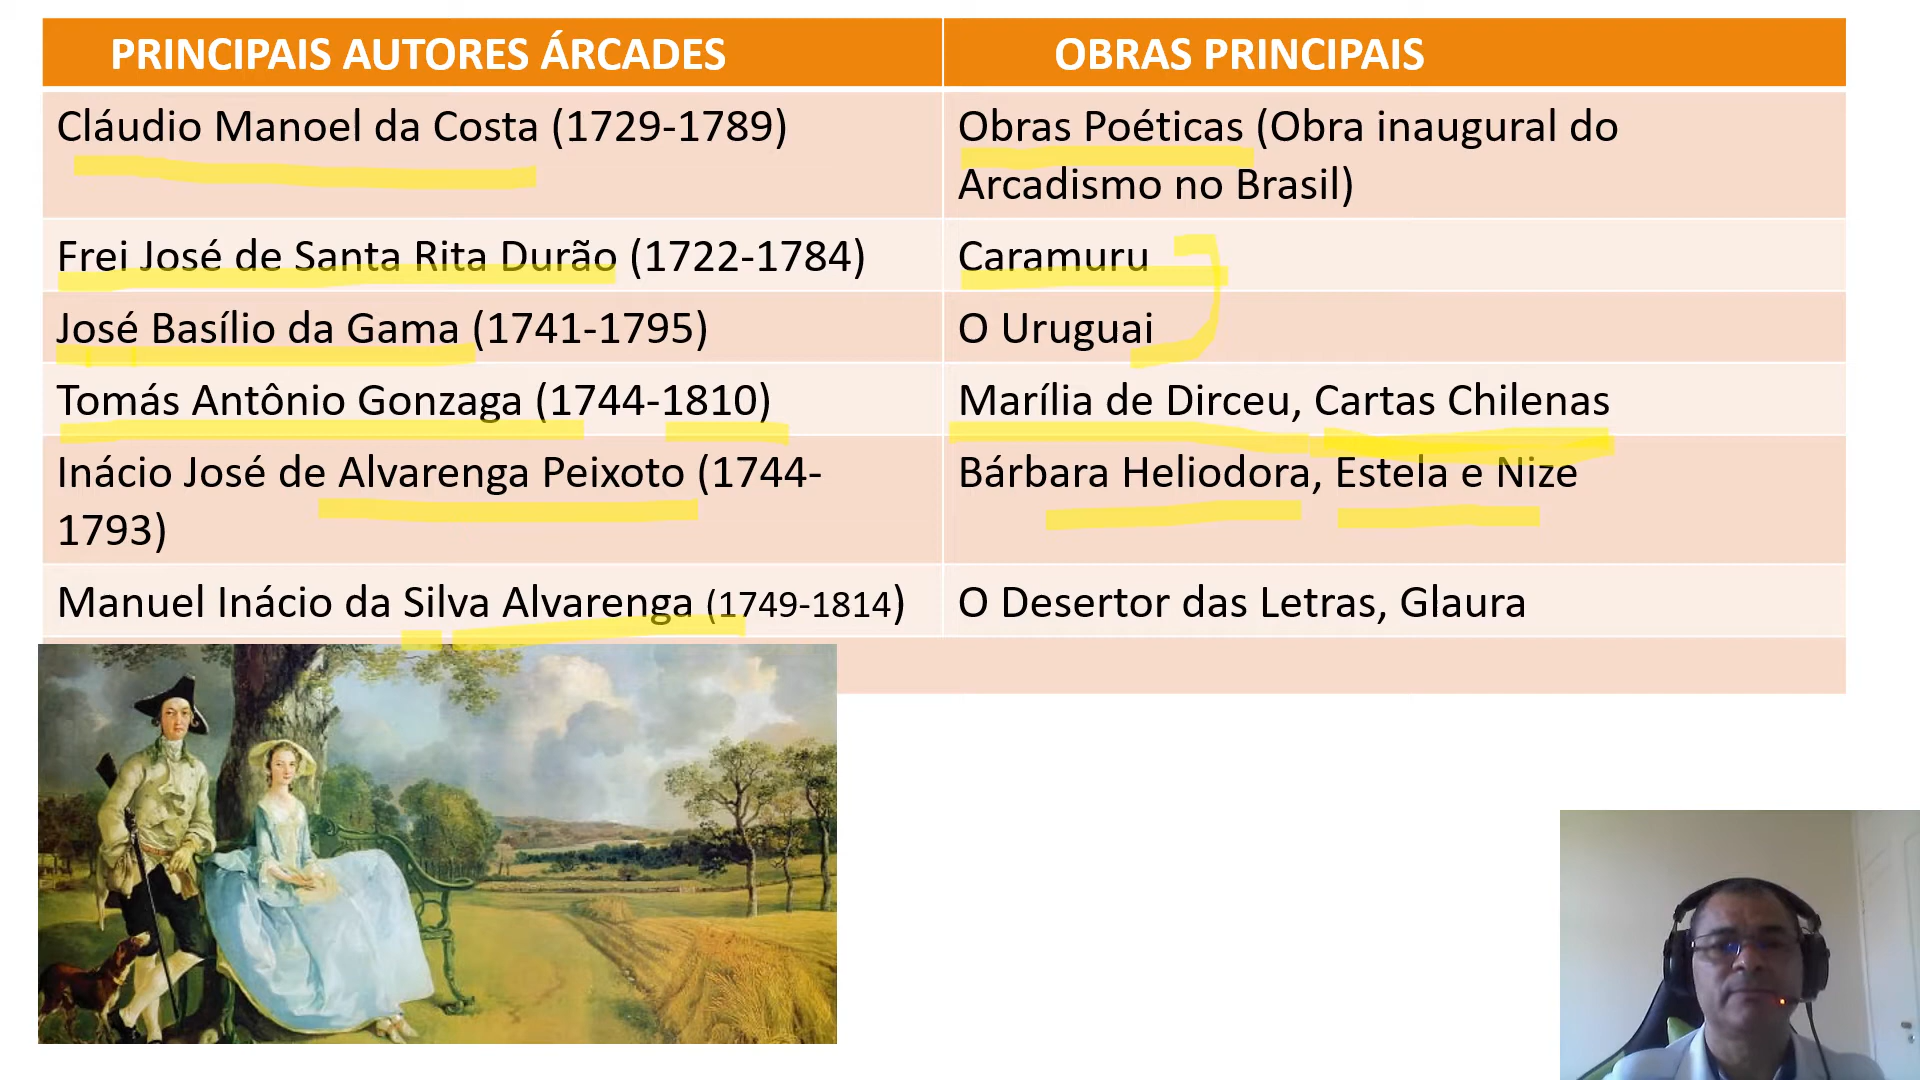 PRINCIPAIS AUTORES ÁRCADES
OBRAS PRINCIPAIS
Cláudio Manoel da Costa (1729-1789)
Obras Poéticas (Obra inaugural do
Arcadismo no Brasil)
Frei José de Santa Rita Durão (1722-1784)
Caramuru
José Basílio da Gama (1741-1795)
O Uruguai
Tomás Antônio Gonzaga (1744-1810)
Marília de Dirceu, Cartas Chilenas
Inácio José de Alvarenga Peixoto (1744-
1793)
Bárbara Heliodora, Estela e Nize
Manuel Inácio da Silva Alvarenga (1749-1814)
O Desertor das Letras, Glaura